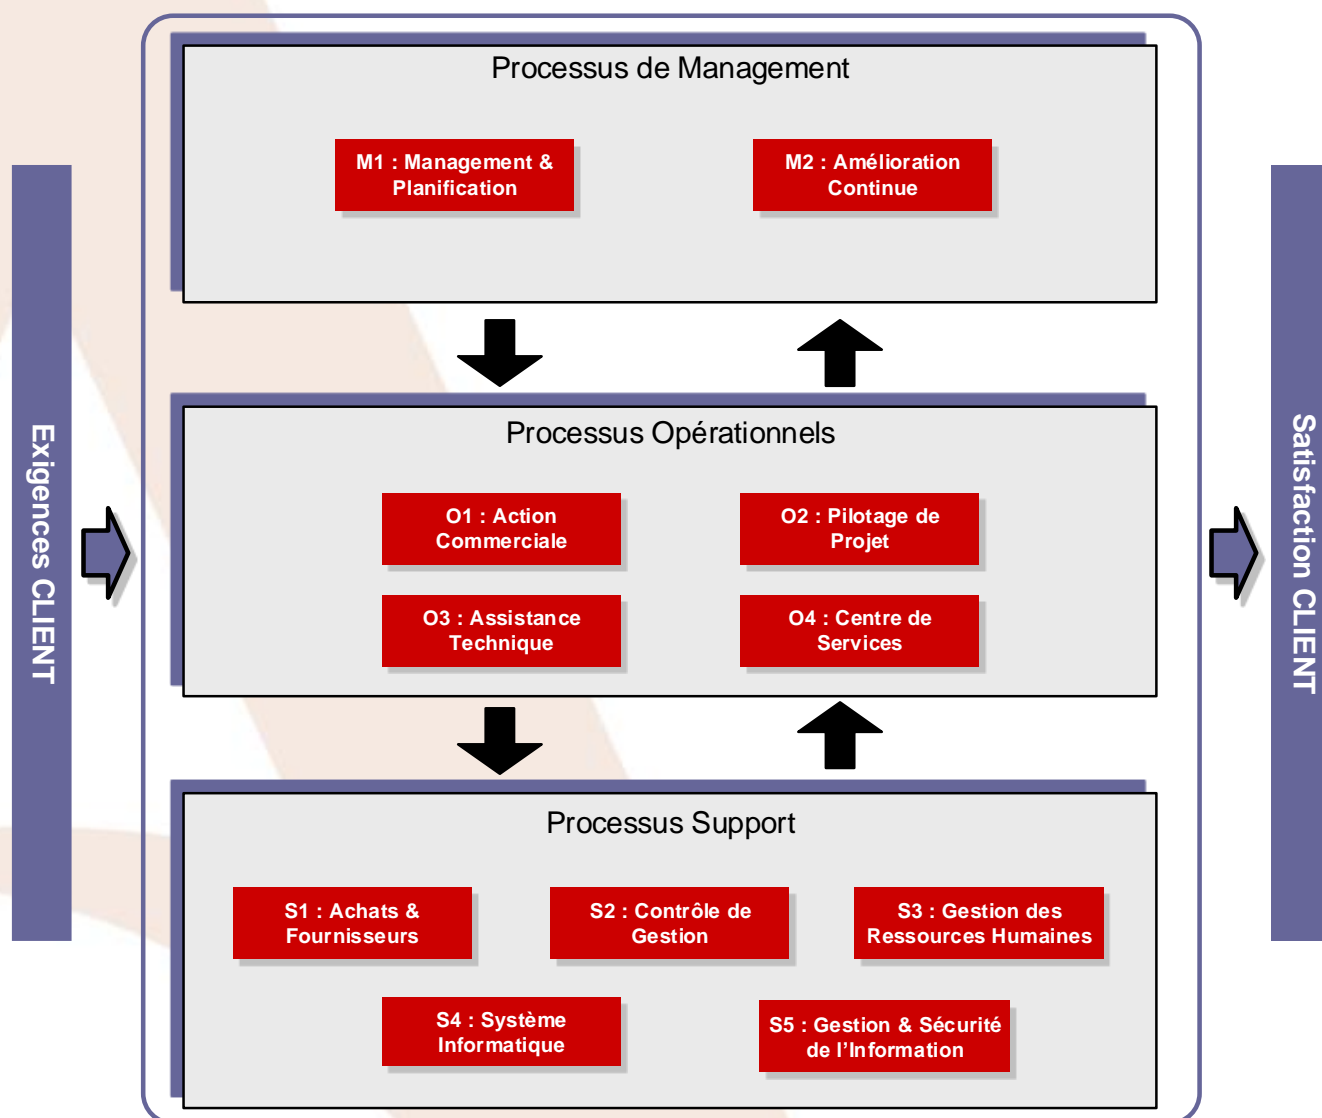 Processus de Management
M1 : Management &
Planification
M2 : Amélioration
Continue
Exigences CLIENT
Processus Opérationnels
O1 : Action
Commerciale
O2 : Pilotage de
Projet
O3 : Assistance
Technique
O4 : Centre de
Services
Satisfaction CLIENT
Processus Support
S1 : Achats &
Fournisseurs
S2 : Contrôle de
Gestion
S3 : Gestion des
Ressources Humaines
S4 : Système
Informatique
S5 : Gestion & Sécurité
de l’Information